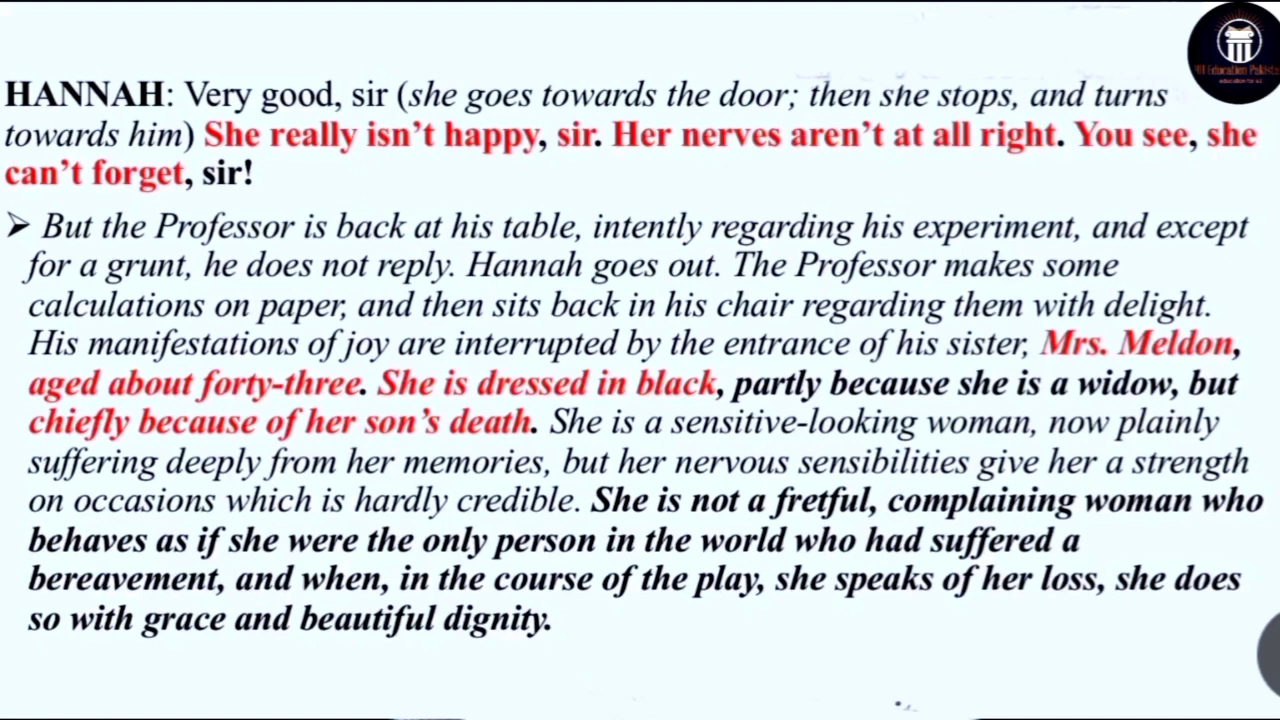 HANNAH: Very good, sir (she goes towards the door; then she stops, and turns
towards him) She really isn't happy, sir. Her nerves aren't at all right. You see, she
can't forget, sir!
➢ But the Professor is back at his table, intently regarding his experiment, and except
for a grunt, he does not reply. Hannah goes out. The Professor makes some
calculations on paper, and then sits back in his chair regarding them with delight.
His manifestations of joy are interrupted by the entrance of his sister, Mrs. Meldon,
aged about forty-three. She is dressed in black, partly because she is a widow, but
chiefly because of her son's death. She is a sensitive-looking woman, now plainly
suffering deeply from her memories, but her nervous sensibilities give her a strength
on occasions which is hardly credible. She is not a fretful, complaining woman who
behaves as if she were the only person in the world who had suffered a
bereavement, and when, in the course of the play, she speaks of her loss, she does
so with grace and beautiful dignity.